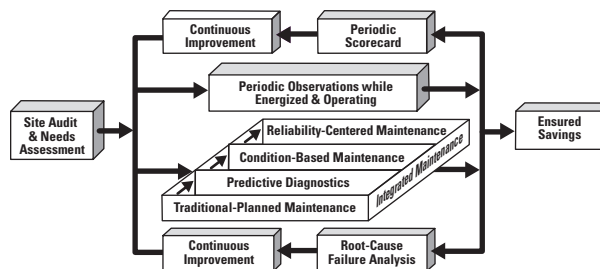 Continuous
Improvement
Periodic
Scorecard
Periodic Observations while
Energized & Operating
Site Audit
& Needs
Assessment
Ensured
Savings
Reliability-Centered Maintenance
Condition-Based Maintenance
Predictive Diagnostics
Traditional-Planned Maintenance
Integrated Maintenance
Continuous
Improvement
Root-Cause
Failure Analysis